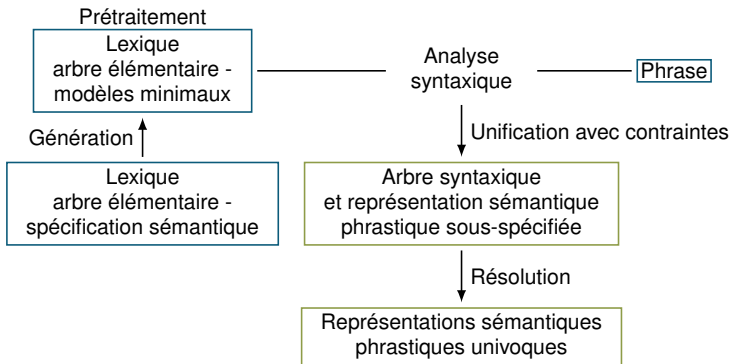 Prétraitement
Lexique
arbre élémentaire -
modèles minimaux
Analyse
syntaxique
Phrase
Génération
Unification avec contraintes
Lexique
arbre élémentaire -
spécification sémantique
Arbre syntaxique
et représentation sémantique
phrastique sous-spécifiée
Résolution
Représentations sémantiques
phrastiques univoques